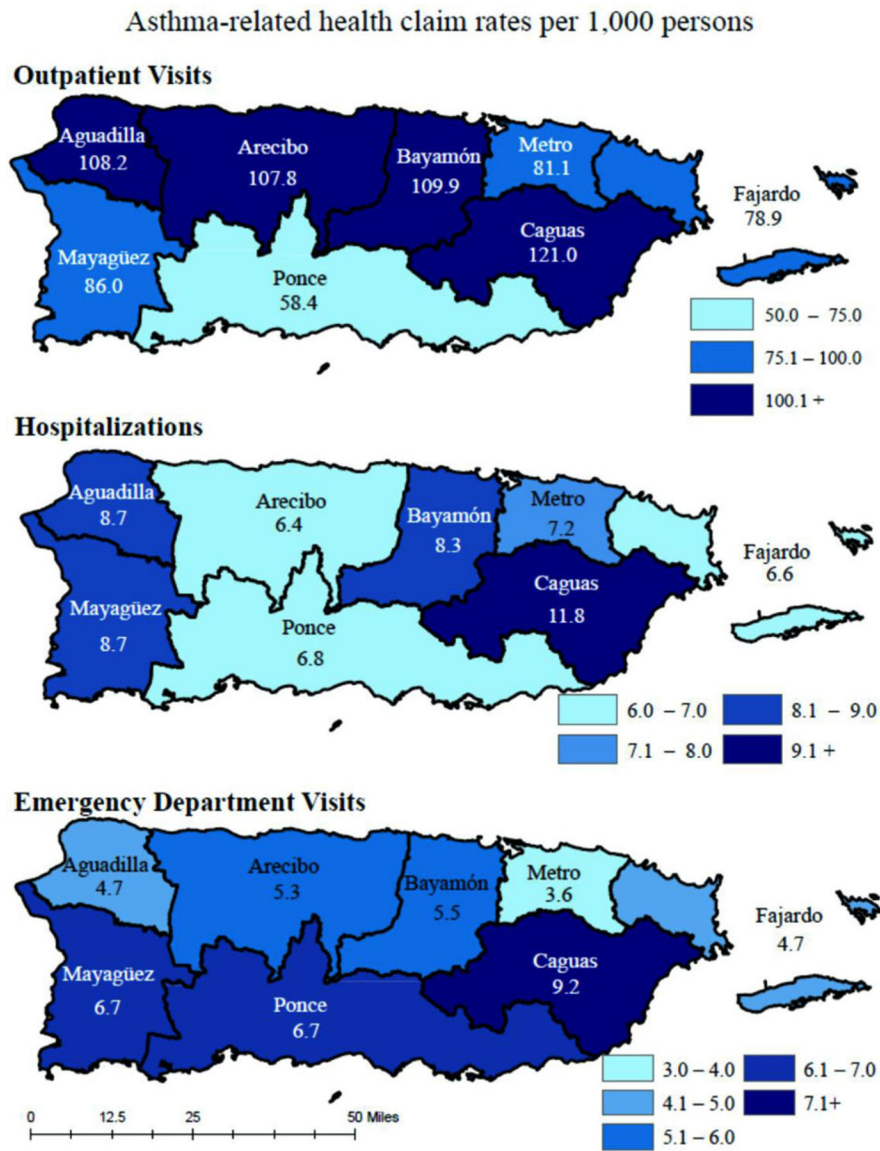 Asthma-related health claim rates per 1,000 persons
Outpatient Visits
Aguadilla
108.2
Arecibo
107.8
Bayamón
109.9
Metro
81.1
Fajardo
78.9
Mayagüez
86.0
Caguas
121.0
Ponce
58.4
50.0 – 75.0
75.1 – 100.0
100.1 +
Hospitalizations
Aguadilla
8.7
Arecibo
6.4
Bayamón
8.3
Metro
7.2
Fajardo
6.6
Mayagüez
8.7
Caguas
11.8
Ponce
6.8
6.0 – 7.0
7.1 – 8.0
8.1 – 9.0
9.1 +
Emergency Department Visits
Aguadilla
4.7
Arecibo
5.3
Bayamón
5.5
Metro
3.6
Fajardo
4.7
Mayagüez
6.7
Caguas
9.2
Ponce
6.7
3.0 – 4.0
4.1 – 5.0
5.1 – 6.0
6.1 – 7.0
7.1+
0 12.5 25 50 Miles